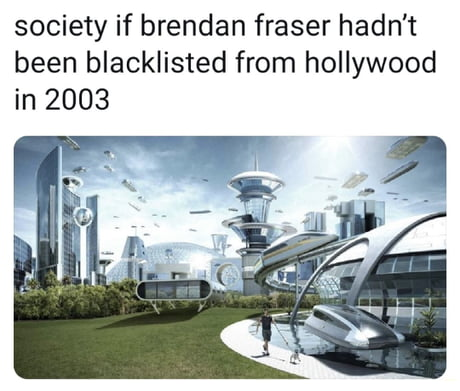 society if brendan fraser hadn't
been blacklisted from hollywood
in 2003